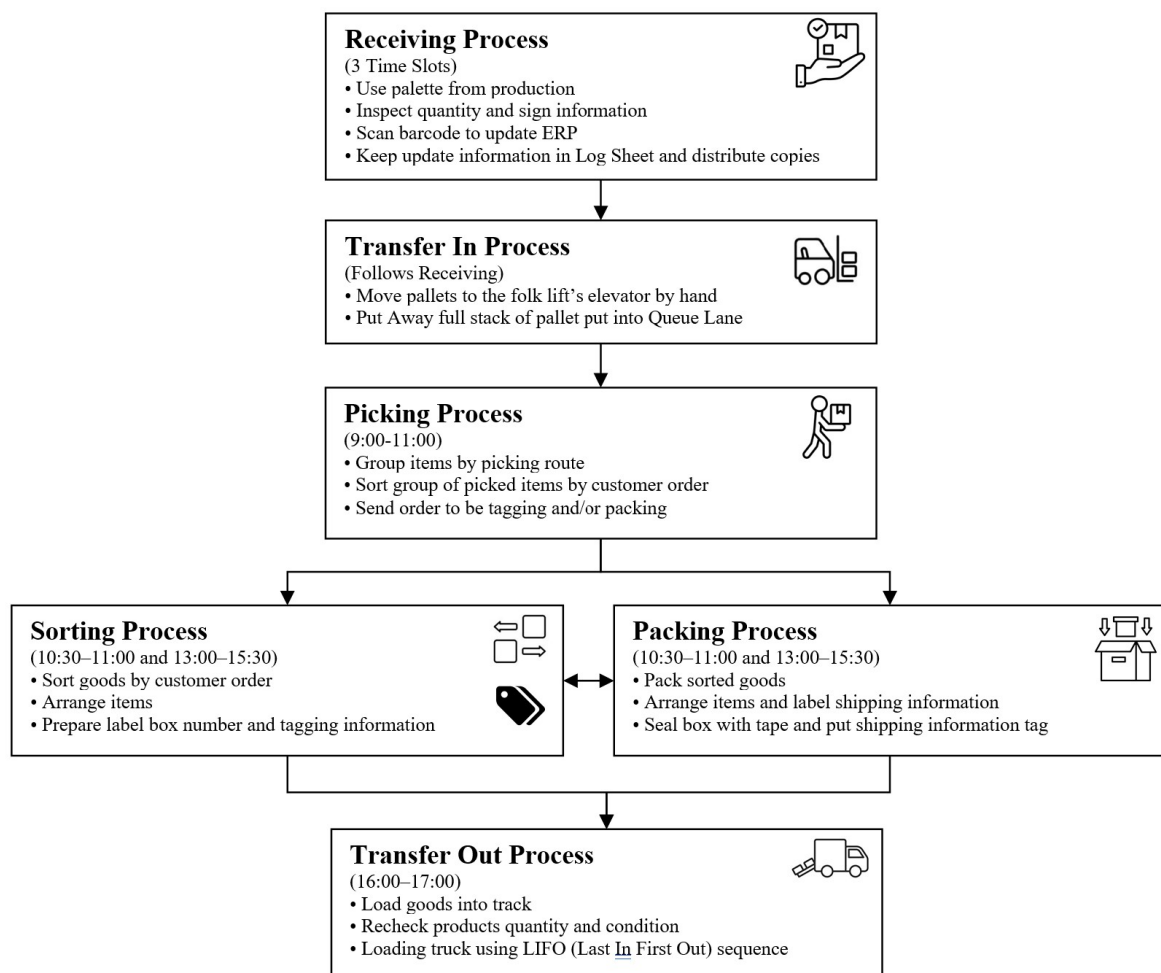 Receiving Process
(3 Time Slots)
• Use palette from production
• Inspect quantity and sign information
• Scan barcode to update ERP
• Keep update information in Log Sheet and distribute copies
Transfer In Process
(Follows Receiving)
• Move pallets to the folk lift’s elevator by hand
• Put Away full stack of pallet put into Queue Lane
Picking Process
(9:00-11:00)
• Group items by picking route
• Sort group of picked items by customer order
• Send order to be tagging and/or packing
Sorting Process
(10:30–11:00 and 13:00–15:30)
• Sort goods by customer order
• Arrange items
• Prepare label box number and tagging information
Packing Process
(10:30–11:00 and 13:00–15:30)
• Pack sorted goods
• Arrange items and label shipping information
• Seal box with tape and put shipping information tag
Transfer Out Process
(16:00–17:00)
• Load goods into track
• Recheck products quantity and condition
• Loading truck using LIFO (Last In First Out) sequence